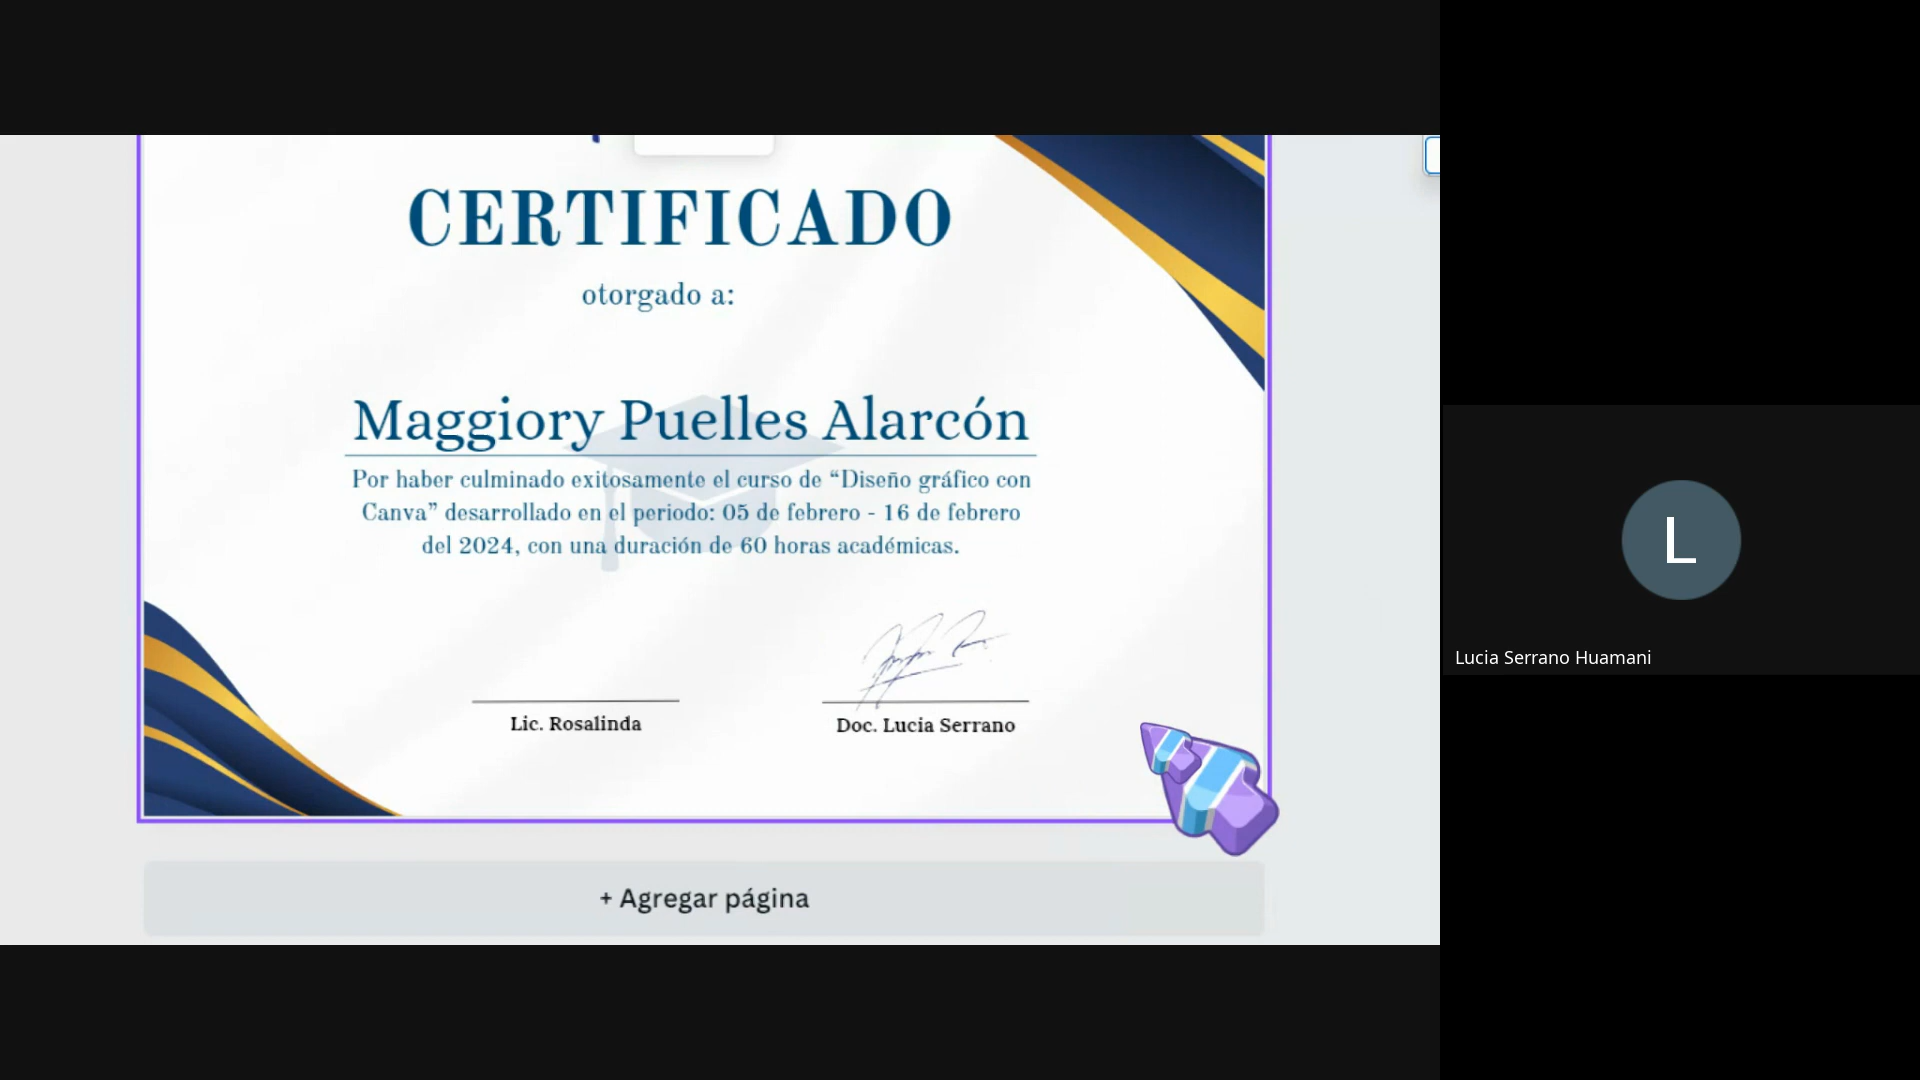 CERTIFICADO
otorgado a:
Maggiory Puelles Alarcón
Por haber culminado exitosamente el curso de “Diseño gráfico con
Canva” desarrollado en el periodo: 05 de febrero - 16 de febrero
del 2024, con una duración de 60 horas académicas.
Lic. Rosalinda
Doc. Lucia Serrano
+ Agregar página
L
Lucia Serrano Huamani